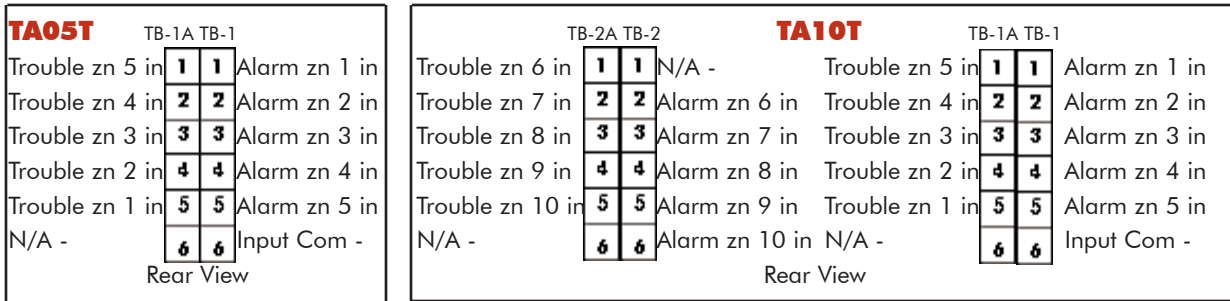 TA05T TB-1A TB-1
Trouble zn 5 in 1 1 Alarm zn 1 in
Trouble zn 4 in 2 2 Alarm zn 2 in
Trouble zn 3 in 3 3 Alarm zn 3 in
Trouble zn 2 in 4 4 Alarm zn 4 in
Trouble zn 1 in 5 5 Alarm zn 5 in
N/A - 6 6 Input Com -
Rear View
TB-2A TB-2 TA10T TB-1A TB-1
Trouble zn 6 in 1 1 N/A - Trouble zn 5 in 1 1 Alarm zn 1 in
Trouble zn 7 in 2 2 Alarm zn 6 in Trouble zn 4 in 2 2 Alarm zn 2 in
Trouble zn 8 in 3 3 Alarm zn 7 in Trouble zn 3 in 3 3 Alarm zn 3 in
Trouble zn 9 in 4 4 Alarm zn 8 in Trouble zn 2 in 4 4 Alarm zn 4 in
Trouble zn 10 in 5 5 Alarm zn 9 in Trouble zn 1 in 5 5 Alarm zn 5 in
N/A - 6 6 Alarm zn 10 in N/A - 6 6 Input Com -
Rear View